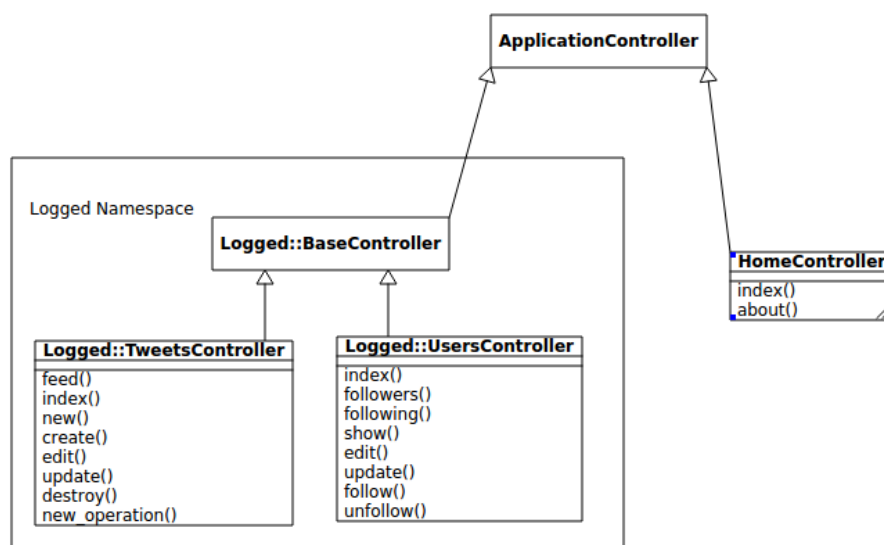 ApplicationController
Logged Namespace
Logged::BaseController
HomeController
index()
about()
Logged::TweetsController
feed()
index()
new()
create()
edit()
update()
destroy()
new_operation()
Logged::UsersController
index()
followers()
following()
show()
edit()
update()
follow()
unfollow()